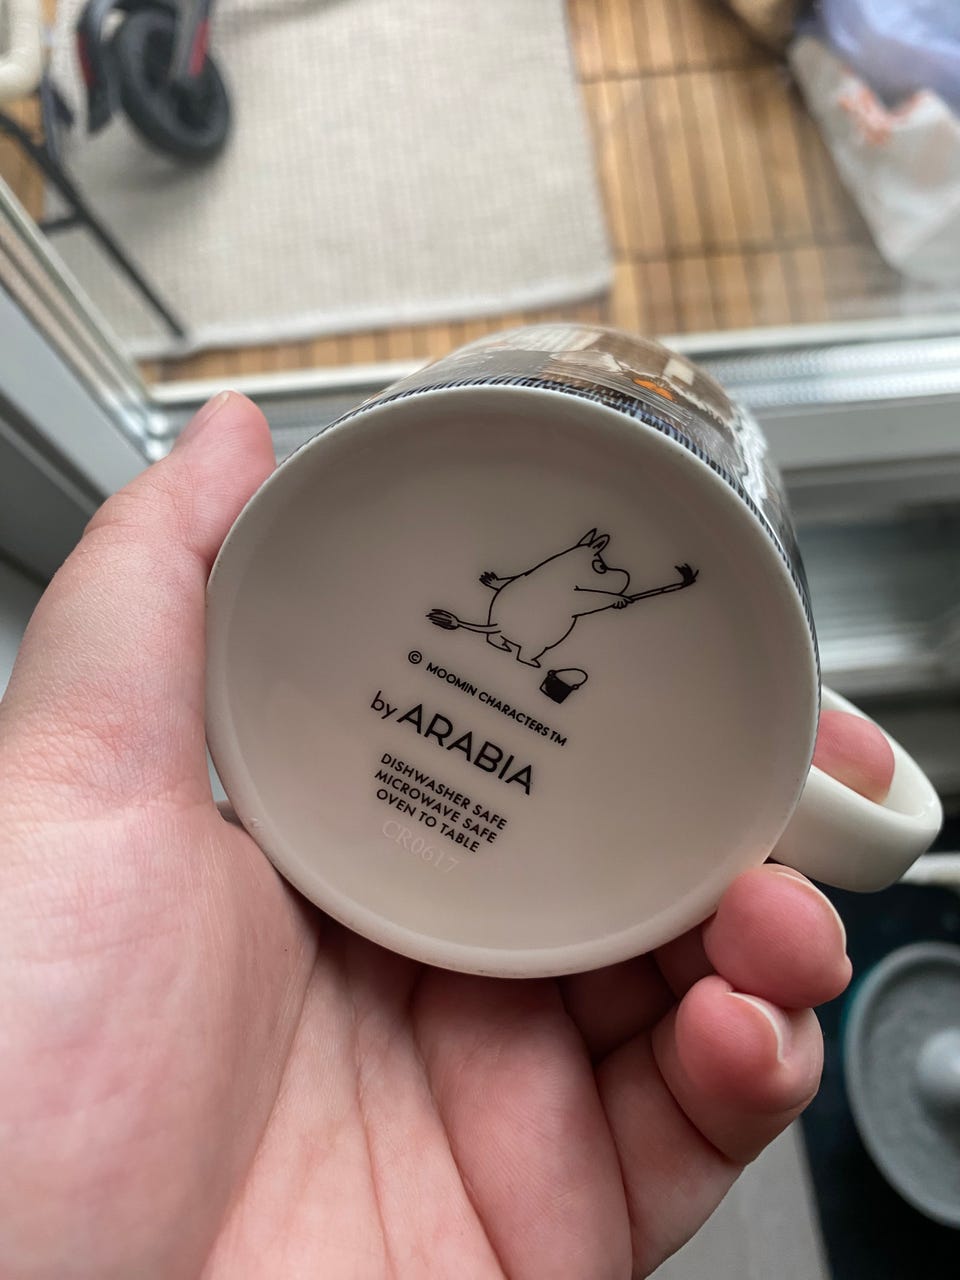 © MOOMIN CHARACTERS™
by ARABIA
DISHWASHER SAFE
MICROWAVE SAFE
OVEN TO TABLE
CR0617